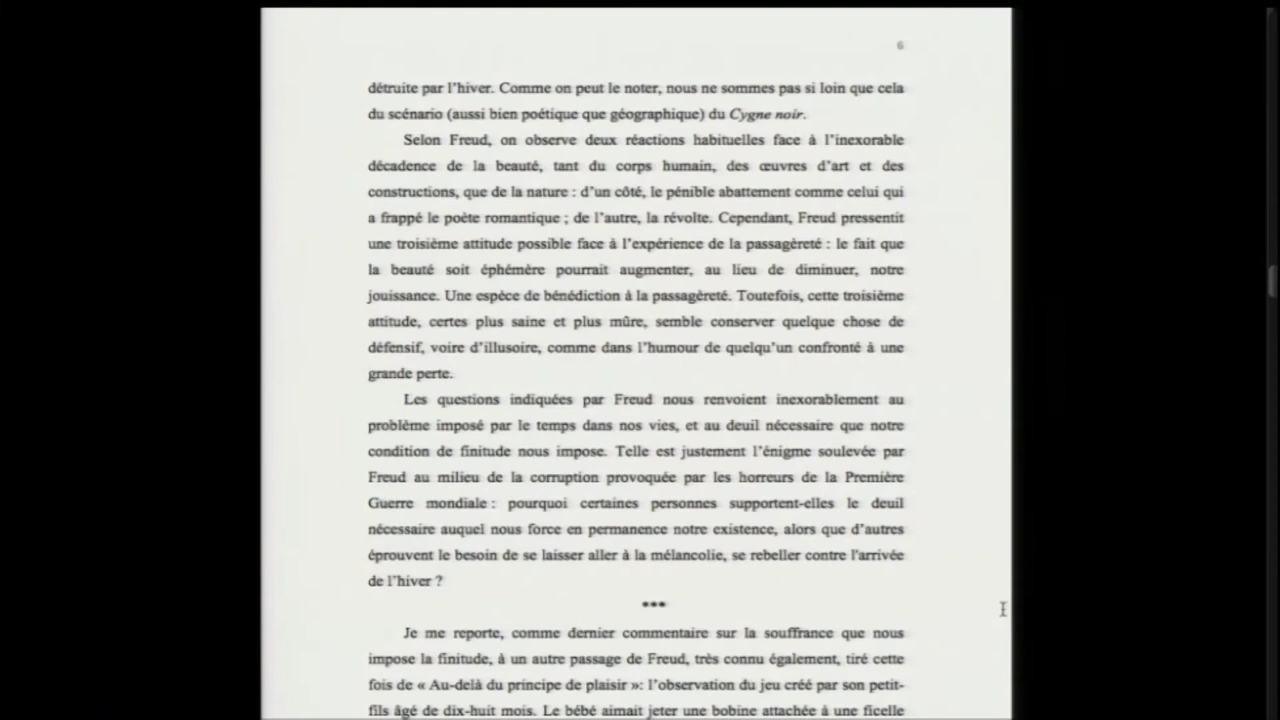 6
détruite par l'hiver. Comme on peut le noter, nous ne sommes pas si loin que cela
du scénario (aussi bien poétique que géographique) du Cygne noir.
Selon Freud, on observe deux réactions habituelles face à l'inexorable
décadence de la beauté, tant du corps humain, des œuvres d'art et des
constructions, que de la nature : d'un côté, le pénible abattement comme celui qui
a frappé le poète romantique ; de l'autre, la révolte. Cependant, Freud pressentit
une troisième attitude possible face à l'expérience de la passagèreté : le fait que
la beauté soit éphémère pourrait augmenter, au lieu de diminuer, notre
jouissance. Une espèce de bénédiction à la passagèreté. Toutefois, cette troisième
attitude, certes plus saine et plus mûre, semble conserver quelque chose de
défensif, voire d'illusoire, comme dans l'humour de quelqu'un confronté à une
grande perte.
Les questions indiquées par Freud nous renvoient inexorablement au
problème imposé par le temps dans nos vies, et au deuil nécessaire que notre
condition de finitude nous impose. Telle est justement l'énigme soulevée par
Freud au milieu de la corruption provoquée par les horreurs de la Première
Guerre mondiale : pourquoi certaines personnes supportent-elles le deuil
nécessaire auquel nous force en permanence notre existence, alors que d'autres
éprouvent le besoin de se laisser aller à la mélancolie, se rebeller contre l'arrivée
de l'hiver ?
***
Je me reporte, comme dernier commentaire sur la souffrance que nous
impose la finitude, à un autre passage de Freud, très connu également, tiré cette
fois de « Au-delà du principe de plaisir »: l'observation du jeu créé par son petit-
fils âgé de dix-huit mois. Le bébé aimait jeter une bobine attachée à une ficelle